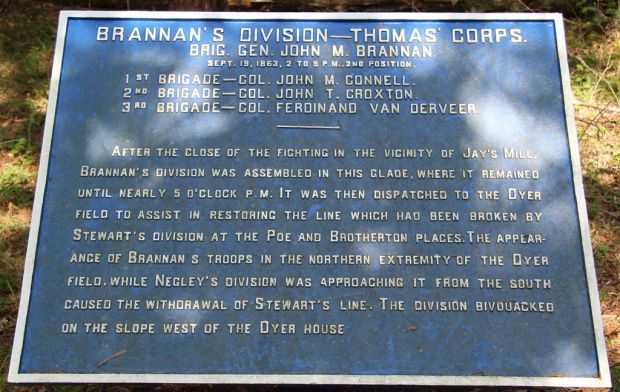 BRANNAN'S DIVISION—THOMAS' CORPS.
BRIG. GEN. JOHN M. BRANNAN
SEPT. 19, 1863, 2 TO 5 P.M. 2ND POSITION.
1ST BRIGADE—COL. JOHN M. CONNELL.
2ND BRIGADE—COL. JOHN T. CROXTON.
3RD BRIGADE—COL. FERDINAND VAN DERVEER.
AFTER THE CLOSE OF THE FIGHTING IN THE VICINITY OF JAY'S MILL,
BRANNAN'S DIVISION WAS ASSEMBLED IN THIS GLADE, WHERE IT REMAINED
UNTIL NEARLY 5 O'CLOCK P.M. IT WAS THEN DISPATCHED TO THE DYER
FIELD TO ASSIST IN RESTORING THE LINE WHICH HAD BEEN BROKEN BY
STEWART'S DIVISION AT THE POE AND BROTHERTON PLACES. THE APPEAR-
ANCE OF BRANNAN S TROOPS IN THE NORTHERN EXTREMITY OF THE DYER
FIELD, WHILE NEGLEY'S DIVISION WAS APPROACHING IT FROM THE SOUTH
CAUSED THE WITHDRAWAL OF STEWART'S LINE. THE DIVISION BIVOUACKED
ON THE SLOPE WEST OF THE DYER HOUSE